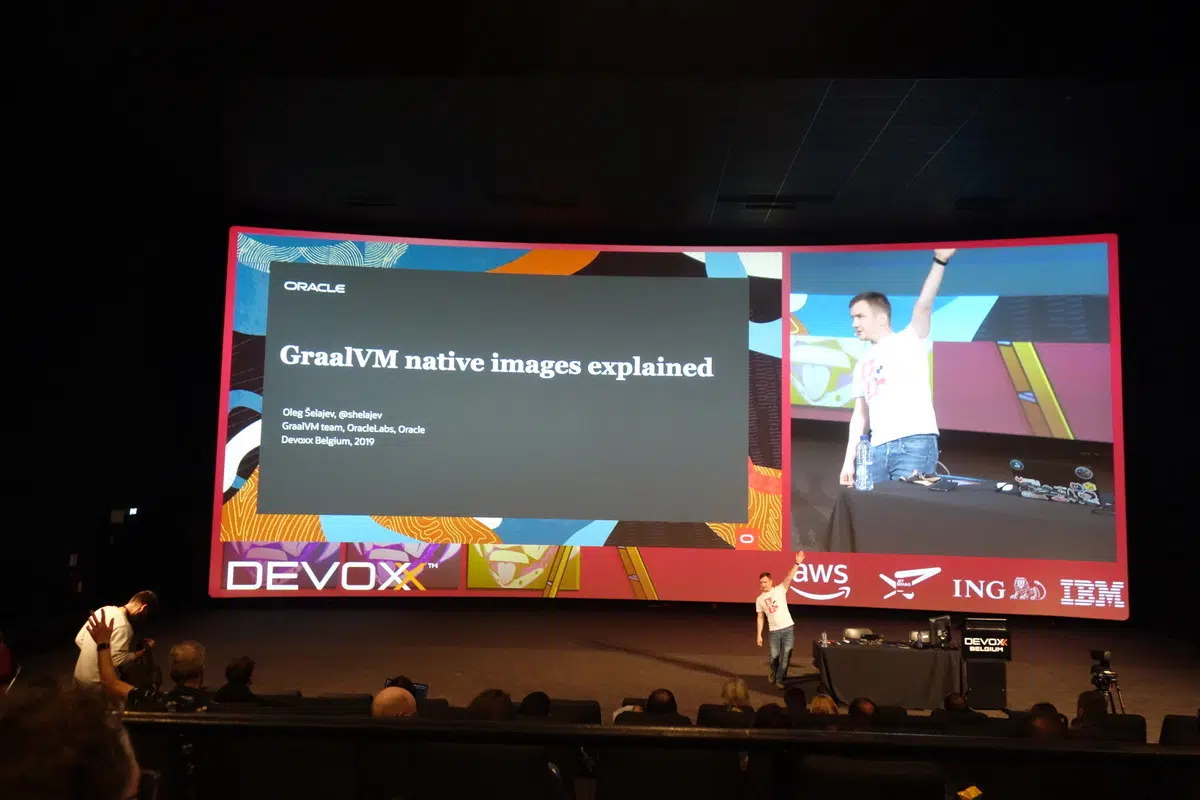 ORACLE
GraalVM native images explained
Oleg Šelajev, @shelajev
GraalVM team, OracleLabs, Oracle
Devoxx Belgium, 2019
DEVOXX™
aws
ING
IBM
DEVOXX
BELGIUM